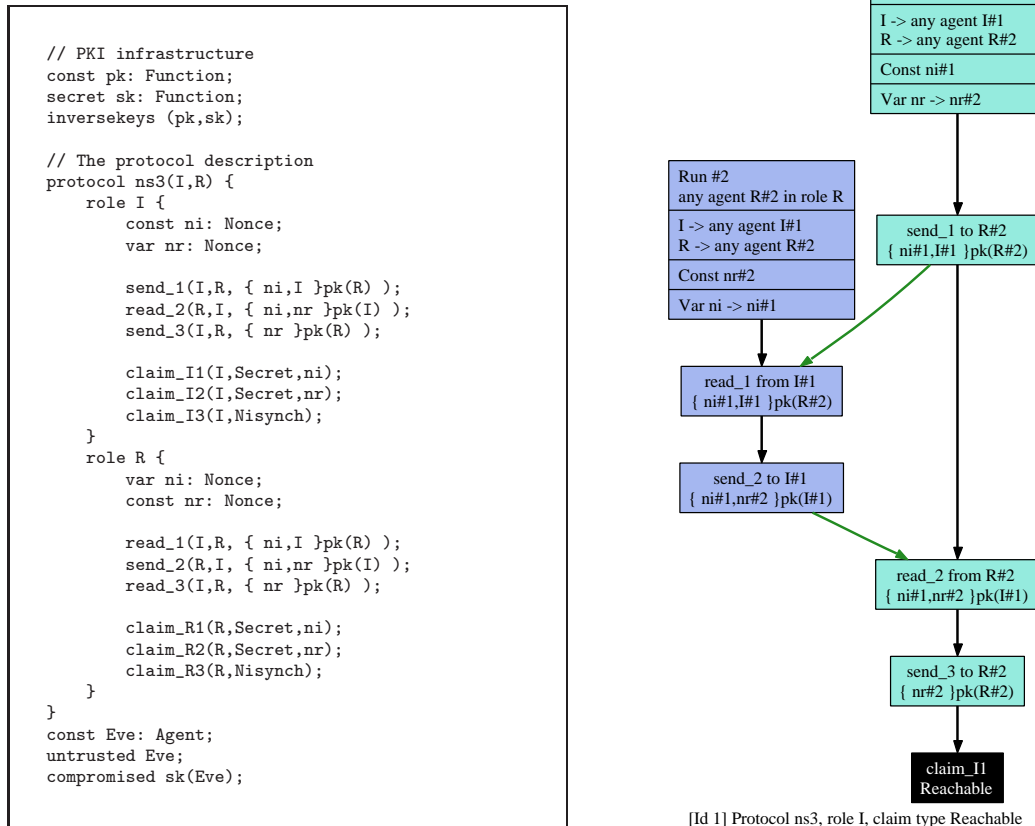 // PKI infrastructure
const pk: Function;
secret sk: Function;
inversekeys (pk,sk);
// The protocol description
protocol ns3(I,R) {
role I {
const ni: Nonce;
var nr: Nonce;
send_1(I,R, { ni,I }pk(R) );
read_2(R,I, { ni,nr }pk(I) );
send_3(I,R, { nr }pk(R) );
claim_I1(I,Secret,ni);
claim_I2(I,Secret,nr);
claim_I3(I,Nisynch);
}
role R {
var ni: Nonce;
const nr: Nonce;
read_1(I,R, { ni,I }pk(R) );
send_2(R,I, { ni,nr }pk(I) );
read_3(I,R, { nr }pk(R) );
claim_R1(R,Secret,ni);
claim_R2(R,Secret,nr);
claim_R3(R,Nisynch);
}
}
const Eve: Agent;
untrusted Eve;
compromised sk(Eve);
I -> any agent I#1
R -> any agent R#2
Const ni#1
Var nr -> nr#2
Run #2
any agent R#2 in role R
I -> any agent I#1
R -> any agent R#2
Const nr#2
Var ni -> ni#1
send_1 to R#2
{ ni#1,I#1 }pk(R#2)
read_1 from I#1
{ ni#1,I#1 }pk(R#2)
send_2 to I#1
{ ni#1,nr#2 }pk(I#1)
read_2 from R#2
{ ni#1,nr#2 }pk(I#1)
send_3 to R#2
{ nr#2 }pk(R#2)
claim_I1
Reachable
[Id 1] Protocol ns3, role I, claim type Reachable